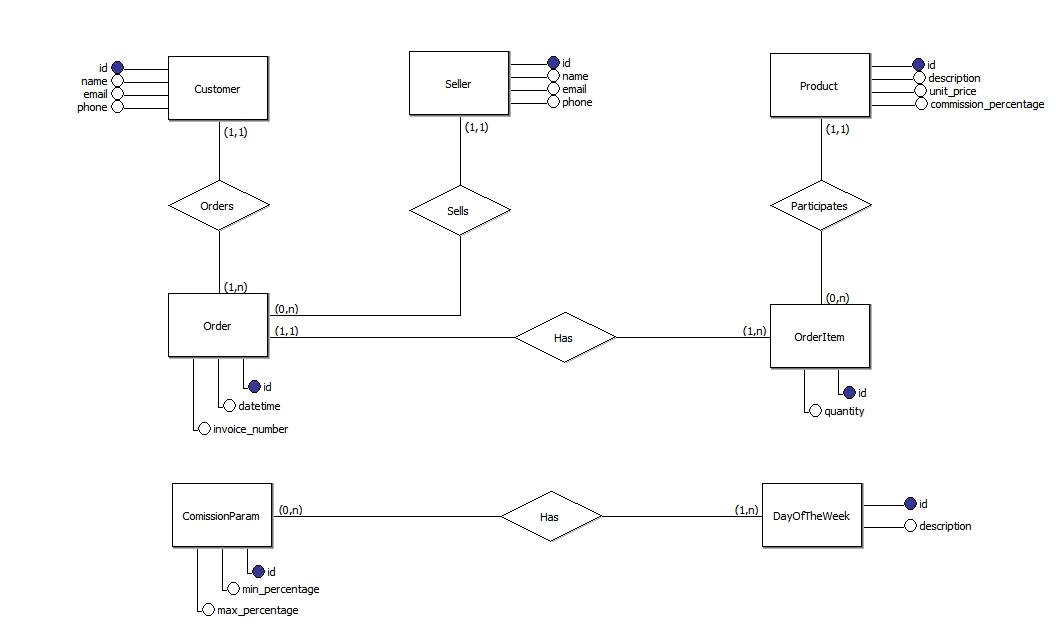 id
name
email
phone
Customer
(1,1)
Seller
id
name
email
phone
(1,1)
Product
id
description
unit_price
commission_percentage
(1,1)
Orders
Sells
Participates
(1,n)
Order
(0,n)
(1,1)
Has
(1,n)
(0,n)
OrderItem
id
datetime
invoice_number
id
quantity
ComissionParam
(0,n)
Has
(1,n)
DayOfTheWeek
id
description
id
min_percentage
max_percentage